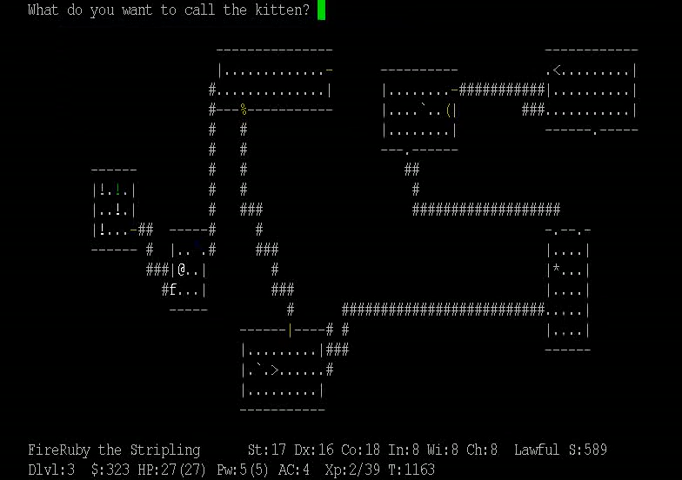 What do you want to call the kitten?
FireRuby the Stripling St:17 Dx:16 Co:18 In:8 Wi:8 Ch:8 Lawful S:589
Dlvl:3 $:323 HP:27(27) Pw:5(5) AC:4 Xp:2/39 T:1163